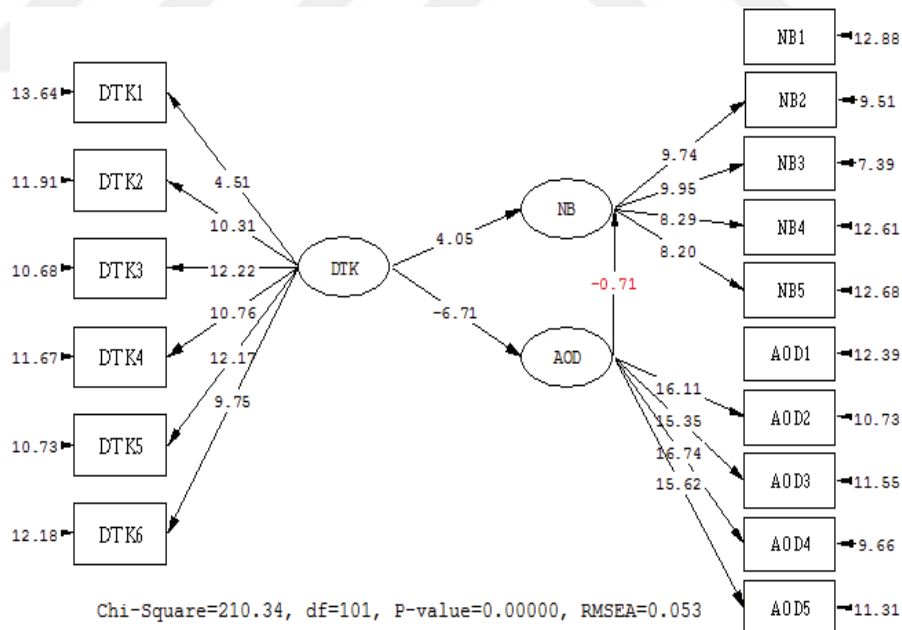 NB1
12.88
13.64
DTK1
NB2
9.51
4.51
9.74
11.91
DTK2
NB3
7.39
10.31
9.95
NB
8.29
NB4
12.61
10.68
DTK3
12.22
DTK
4.05
8.20
-0.71
NB5
12.68
10.76
-6.71
11.67
DTK4
12.17
AOD
AOD1
12.39
9.75
16.11
AOD2
10.73
15.35
10.73
DTK5
16.74
15.62
AOD3
11.55
12.18
DTK6
AOD4
9.66
Chi-Square=210.34, df=101, P-value=0.00000, RMSEA=0.053
AOD5
11.31